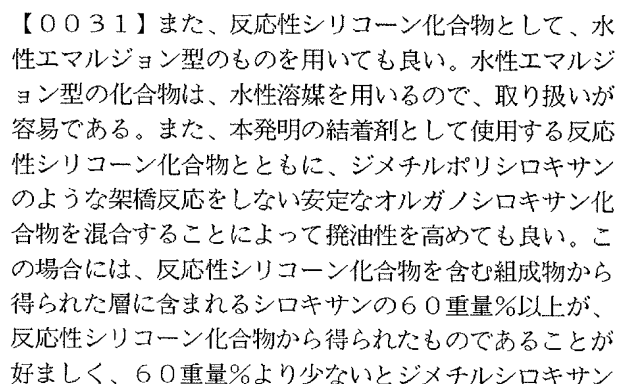 【００３１】また、反応性シリコーン化合物として、水
性エマルジョン型のものを用いても良い。水性エマルジ
ョン型の化合物は、水性溶媒を用いるので、取り扱いが
容易である。また、本発明の結着剤として使用する反応
性シリコーン化合物とともに、ジメチルポリシロキサン
のような架橋反応をしない安定なオルガノシロキサン化
合物を混合することによって撓油性を高めても良い。こ
の場合には、反応性シリコーン化合物を含む組成物から
得られた層に含まれるシロキサンの６０重量％以上が、
反応性シリコーン化合物から得られたものであることが
好ましく、６０重量％より少ないとジメチルシロキサン